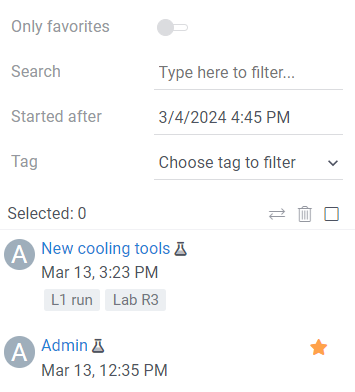 Only favorites
Search Type here to filter...
Started after 3/4/2024 4:45 PM
Tag Choose tag to filter
Selected: 0
A New cooling tools
Mar 13, 3:23 PM
L1 run Lab R3
A Admin
Mar 13, 12:35 PM